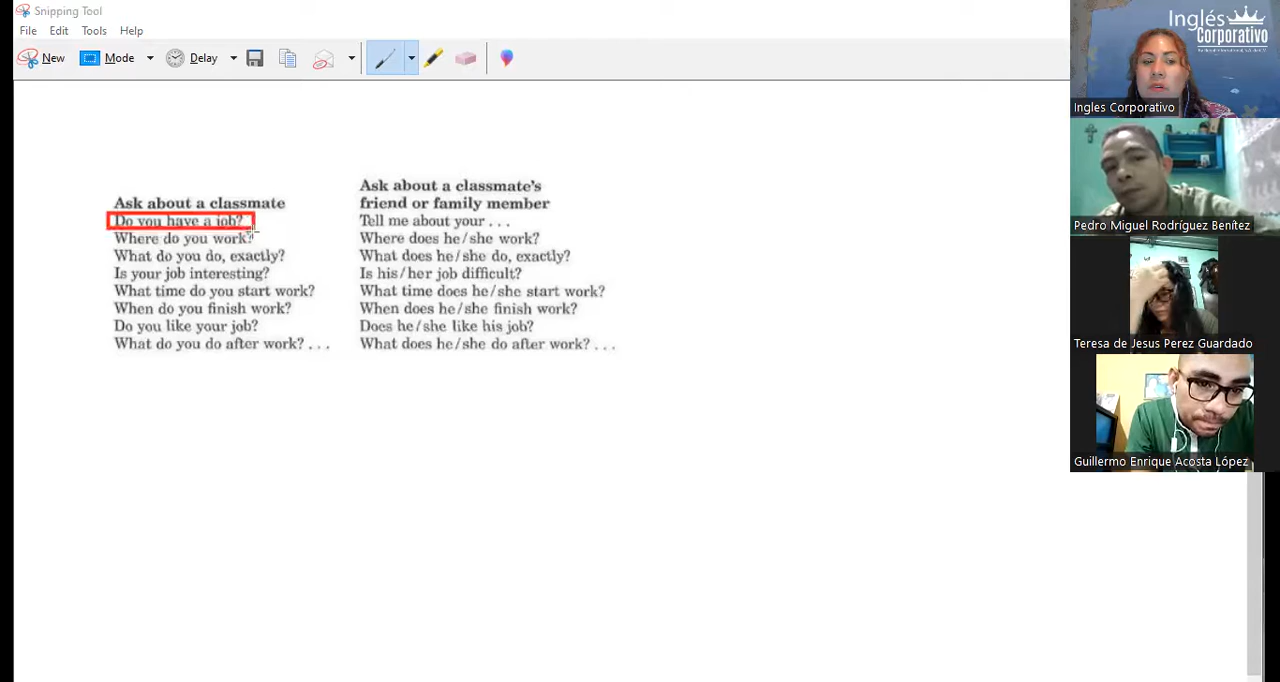 Snipping Tool
File Edit Tools Help
New Mode Delay
Ask about a classmate
Do you have a job?
Where do you work?
What do you do, exactly?
Is your job interesting?
What time do you start work?
When do you finish work?
Do you like your job?
What do you do after work? . . .
Ask about a classmate's
friend or family member
Tell me about your . . .
Where does he/she work?
What does he/she do, exactly?
Is his/her job difficult?
What time does he/she start work?
When does he/she finish work?
Does he/she like his job?
What does he/she do after work? . . .
Inglés
Corporativo
Ingles Corporativo
Pedro Miguel Rodríguez Benítez
Teresa de Jesus Perez Guardado
Guillermo Enrique Acosta López